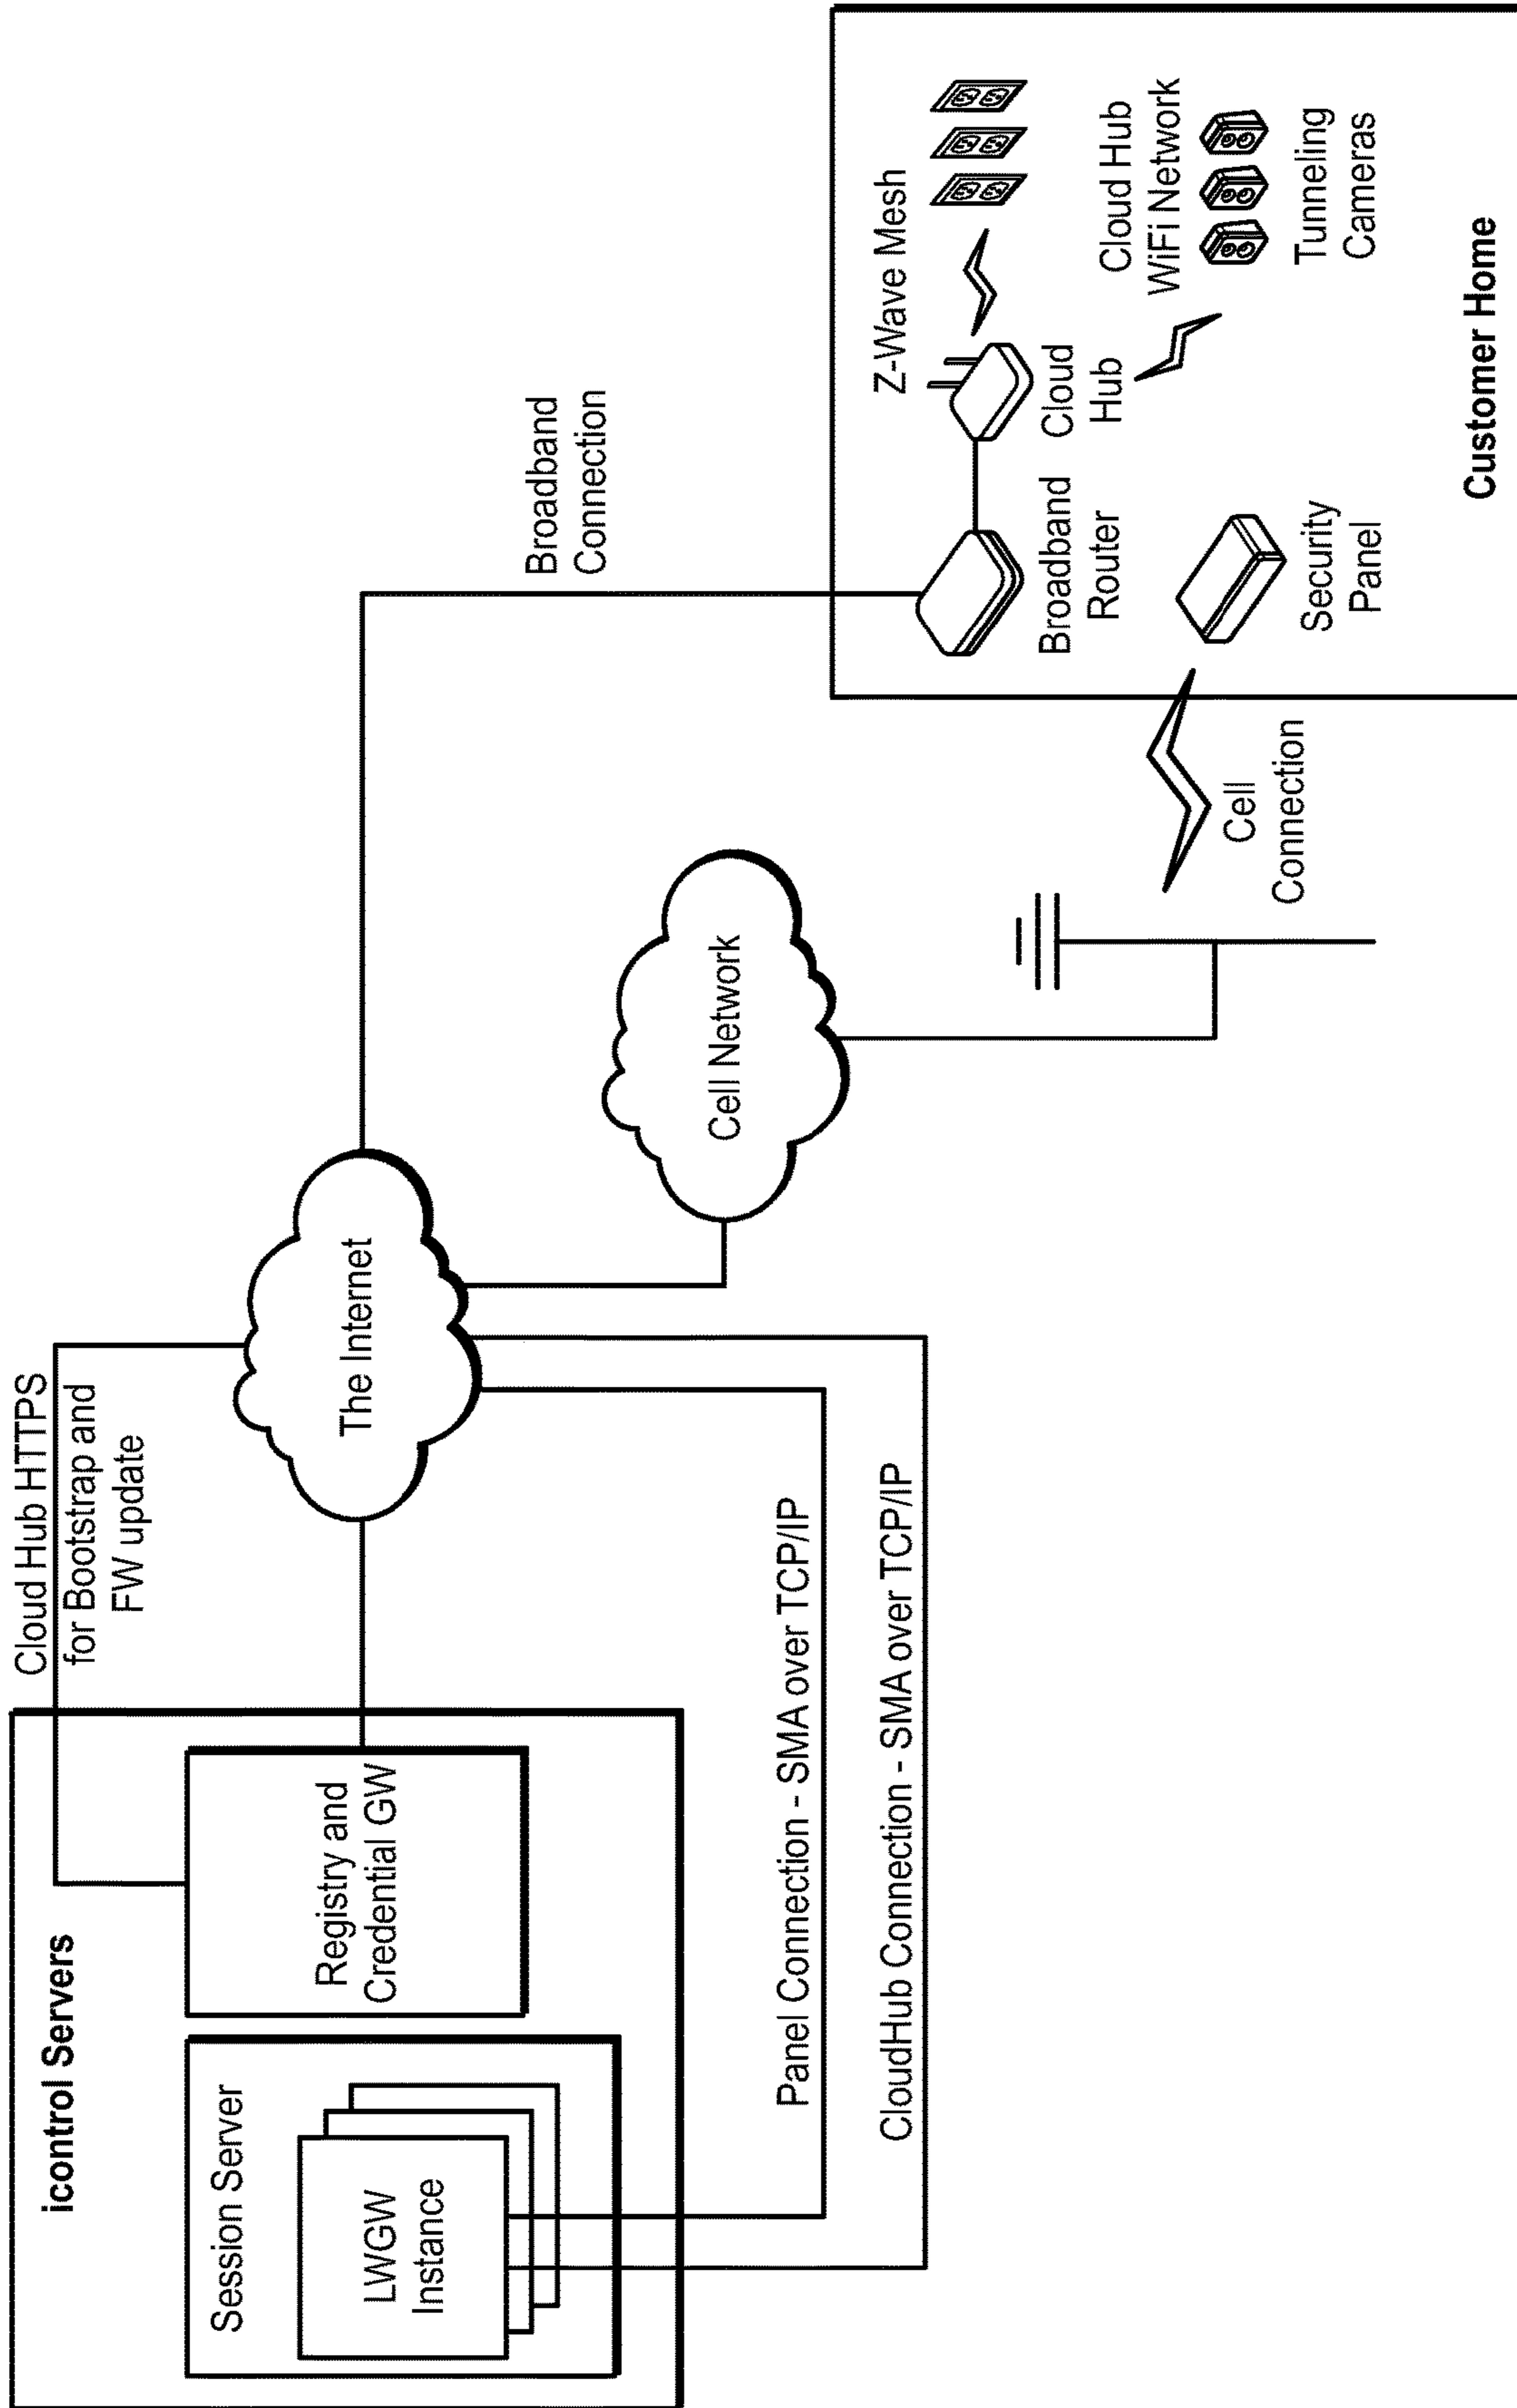 icontrol Servers
Session Server
LWGW
Instance
Registry and
Credential GW
Cloud Hub HTTPS
for Bootstrap and
FW update
The Internet
Panel Connection - SMA over TCP/IP
CloudHub Connection - SMA over TCP/IP
Cell Network
Broadband
Connection
Cell
Connection
Broadband
Router
Cloud
Hub
Z-Wave Mesh
Cloud Hub
WiFi Network
Tunneling
Cameras
Security
Panel
Customer Home